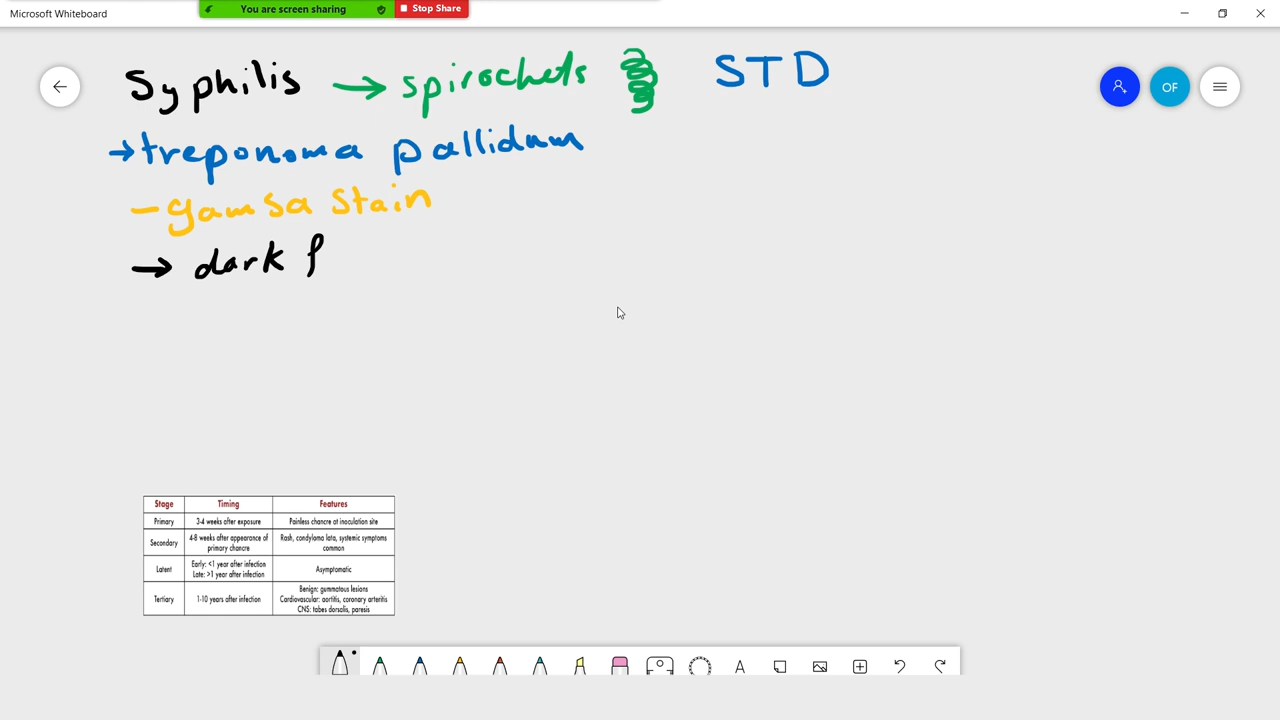 Microsoft Whiteboard
You are screen sharing
Stop Share
Syphilis → spirochets STD
→ treponoma pallidum
- gamsa stain
→ dark f
OF
Stage Timing Features
Primary 3-4 weeks after exposure Painless chancre at inoculation site
Secondary 4-8 weeks after appearance of primary chancre Rash, condyloma lata, systemic symptoms common
Latent Early: <1 year after infection Late: >1 year after infection Asymptomatic
Tertiary 1-10 years after infection Benign: gummatous lesions Cardiovascular: aortitis, coronary arteritis CNS: tabes dorsalis, paresis
A